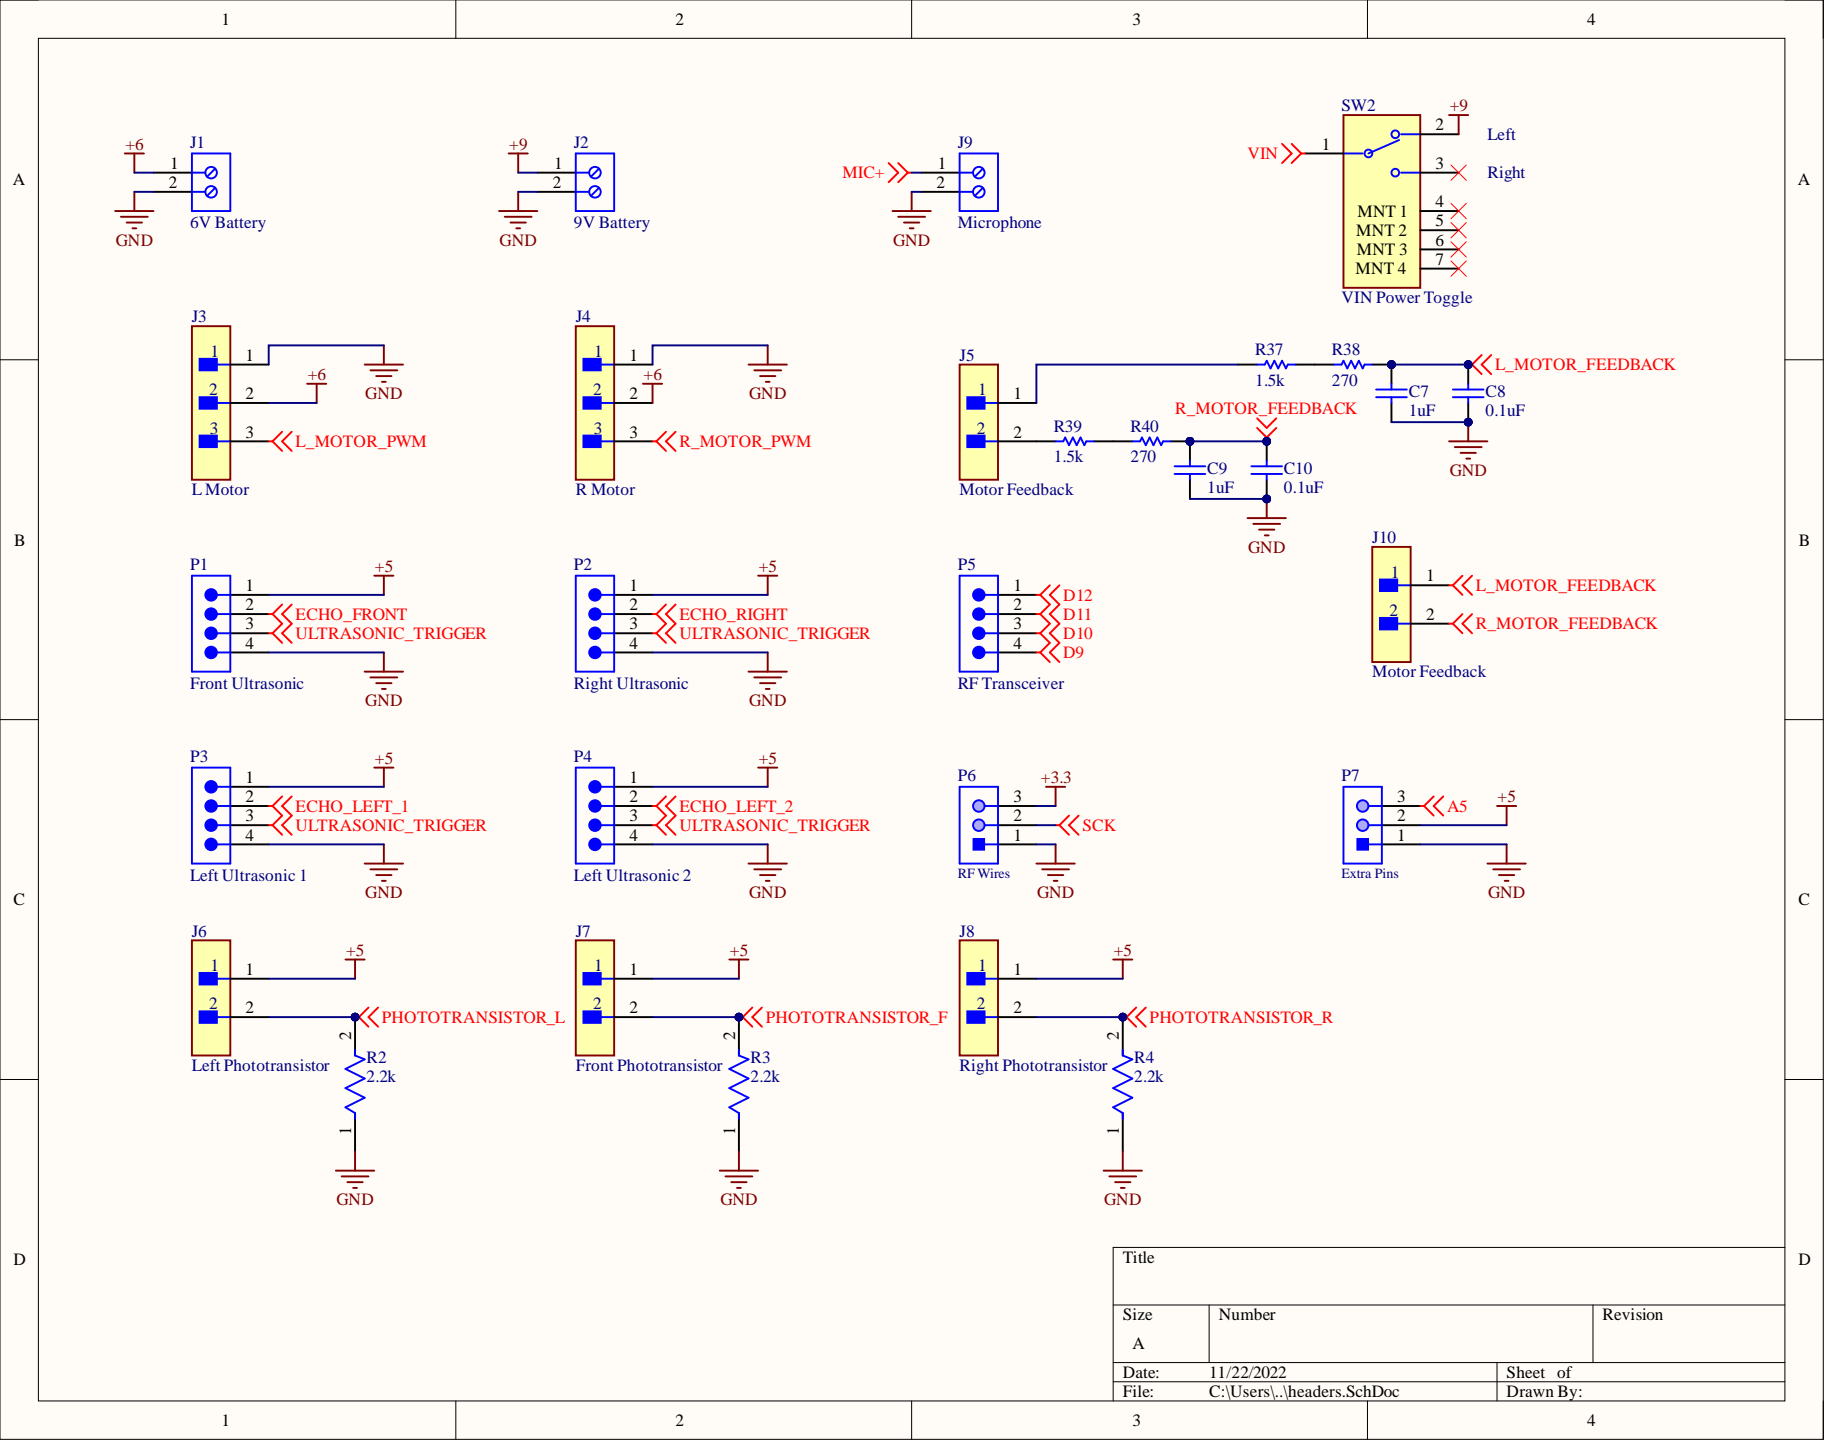 1 2 3 4
A A
J1
+6
1
2
6V Battery
GND
J2
+9
1
2
9V Battery
GND
J9
MIC+
1
2
Microphone
GND
SW2
+9
VIN
1
2 Left
3 Right
MNT 1 4
MNT 2 5
MNT 3 6
MNT 4 7
VIN Power Toggle
J3
1 1
GND
+6
2 2
3 3 L_MOTOR_PWM
L Motor
J4
1 1
GND
+6
2 2
3 3 R_MOTOR_PWM
R Motor
J5
R37 R38
1.5k 270
L_MOTOR_FEEDBACK
C7 C8
1uF 0.1uF
GND
1 1
R_MOTOR_FEEDBACK
2 2
R39 R40
1.5k 270
C9 C10
1uF 0.1uF
GND
Motor Feedback
B B
P1
+5
1
2 ECHO_FRONT
3 ULTRASONIC_TRIGGER
4
Front Ultrasonic
GND
P2
+5
1
2 ECHO_RIGHT
3 ULTRASONIC_TRIGGER
4
Right Ultrasonic
GND
P5
1 D12
2 D11
3 D10
4 D9
RF Transceiver
J10
1 1 L_MOTOR_FEEDBACK
2 2 R_MOTOR_FEEDBACK
Motor Feedback
P3
+5
1
2 ECHO_LEFT_1
3 ULTRASONIC_TRIGGER
4
Left Ultrasonic 1
GND
P4
+5
1
2 ECHO_LEFT_2
3 ULTRASONIC_TRIGGER
4
Left Ultrasonic 2
GND
P6
+3.3
3
2 SCK
1
RF Wires
GND
P7
3 A5
+5
2
1
Extra Pins
GND
C C
J6
+5
1 1
2 2 PHOTOTRANSISTOR_L
2
R2
2.2k
Left Phototransistor
1
GND
J7
+5
1 1
2 2 PHOTOTRANSISTOR_F
2
R3
2.2k
Front Phototransistor
1
GND
J8
+5
1 1
2 2 PHOTOTRANSISTOR_R
2
R4
2.2k
Right Phototransistor
1
GND
D D
Title
Size Number Revision
A
Date: 11/22/2022 Sheet of
File: C:\Users\..\headers.SchDoc Drawn By:
1 2 3 4